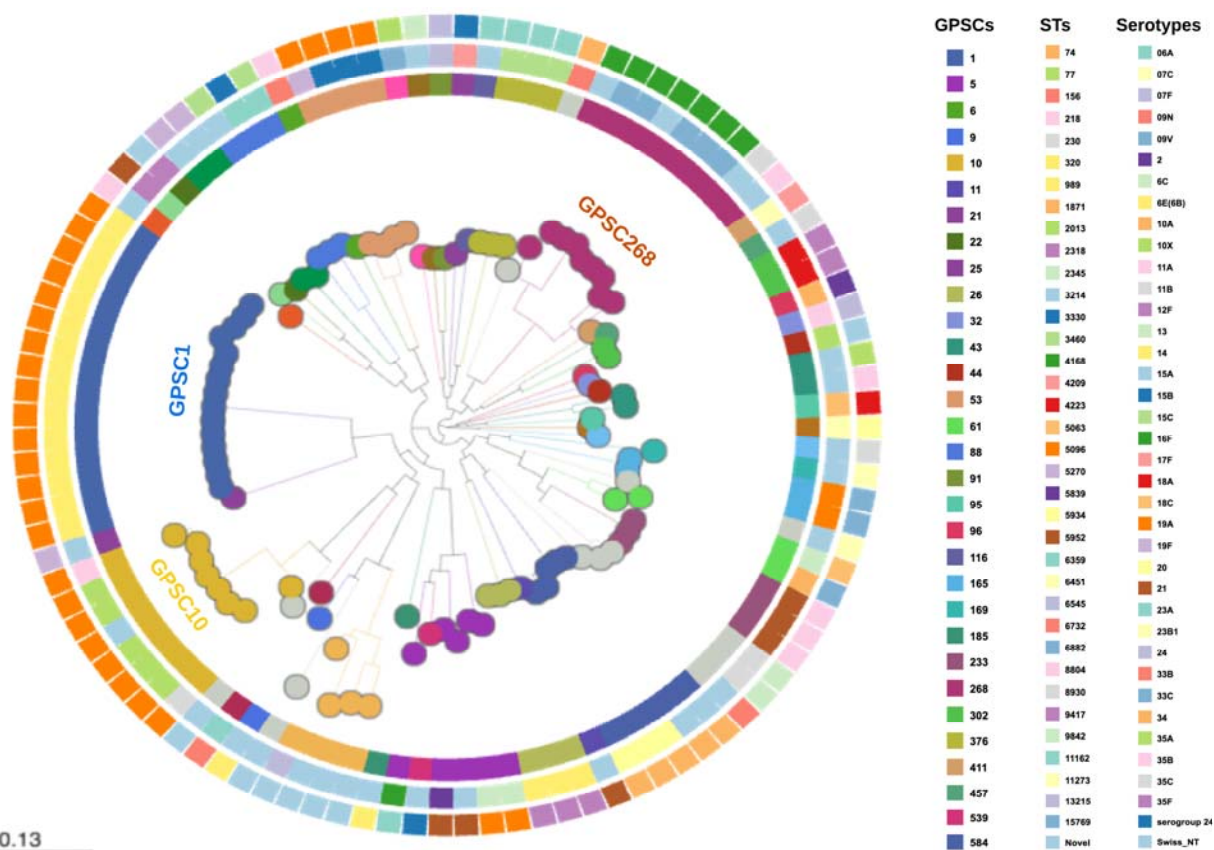 GPSCs
1
5
6
9
10
11
21
22
25
26
32
43
44
53
61
88
91
95
96
116
165
169
185
233
268
302
376
411
457
539
584
STs
74
77
156
218
230
320
989
1871
2013
2318
2345
3214
3330
3460
4168
4209
4223
5063
5096
5270
5839
5934
5952
6359
6451
6545
6732
6882
8804
8930
9417
9842
11162
11273
13215
15769
Novel
Serotypes
06A
07C
07F
09N
09V
2
6C
6E(6B)
10A
10X
11A
11B
12F
13
14
15A
15B
15C
16F
17F
18A
18C
19A
19F
20
21
23A
23B1
24
33B
33C
34
35A
35B
35C
35F
serogroup 24
Swiss_NT
GPSC268
GPSC1
GPSC10
0.13